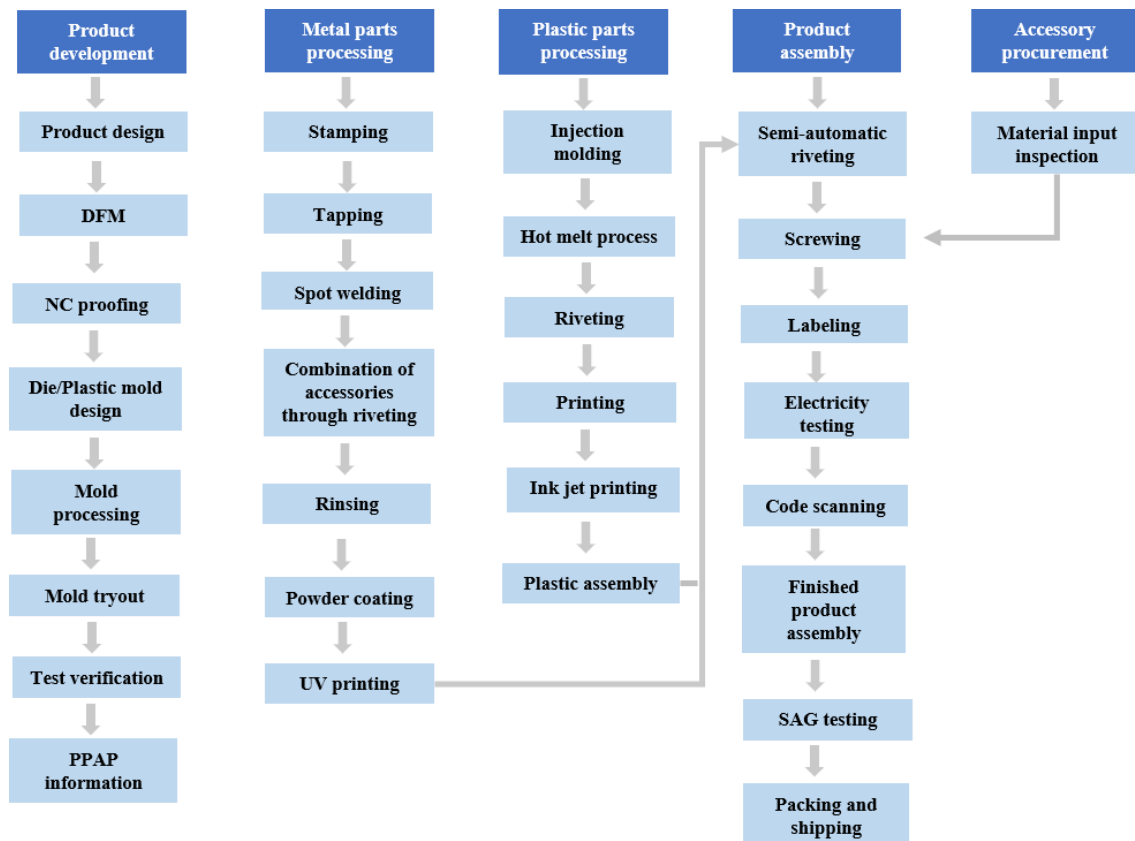 Product
development
Product design
DFM
NC proofing
Die/Plastic mold
design
Mold
processing
Mold tryout
Test verification
PPAP
information
Metal parts
processing
Stamping
Tapping
Spot welding
Combination of
accessories
through riveting
Rinsing
Powder coating
UV printing
Plastic parts
processing
Injection
molding
Hot melt process
Riveting
Printing
Ink jet printing
Plastic assembly
Product
assembly
Semi-automatic
riveting
Screwing
Labeling
Electricity
testing
Code scanning
Finished
product
assembly
SAG testing
Packing and
shipping
Accessory
procurement
Material input
inspection